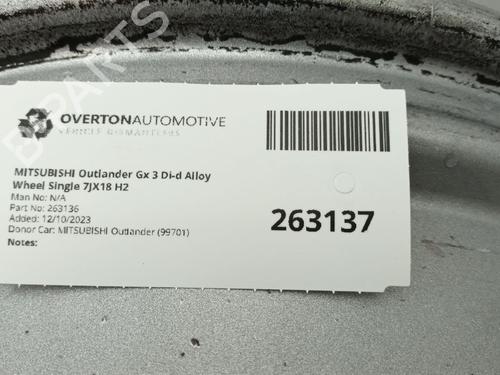 OVERTONAUTOMOTIVE
VEHICLE DISMANTLERS
MITSUBISHI Outlander Gx 3 Di-d Alloy
Wheel Single 7JX18 H2
Man No: N/A
Part No: 263136
Added: 12/10/2023
Donor Car: MITSUBISHI Outlander (99701)
Notes:
263137